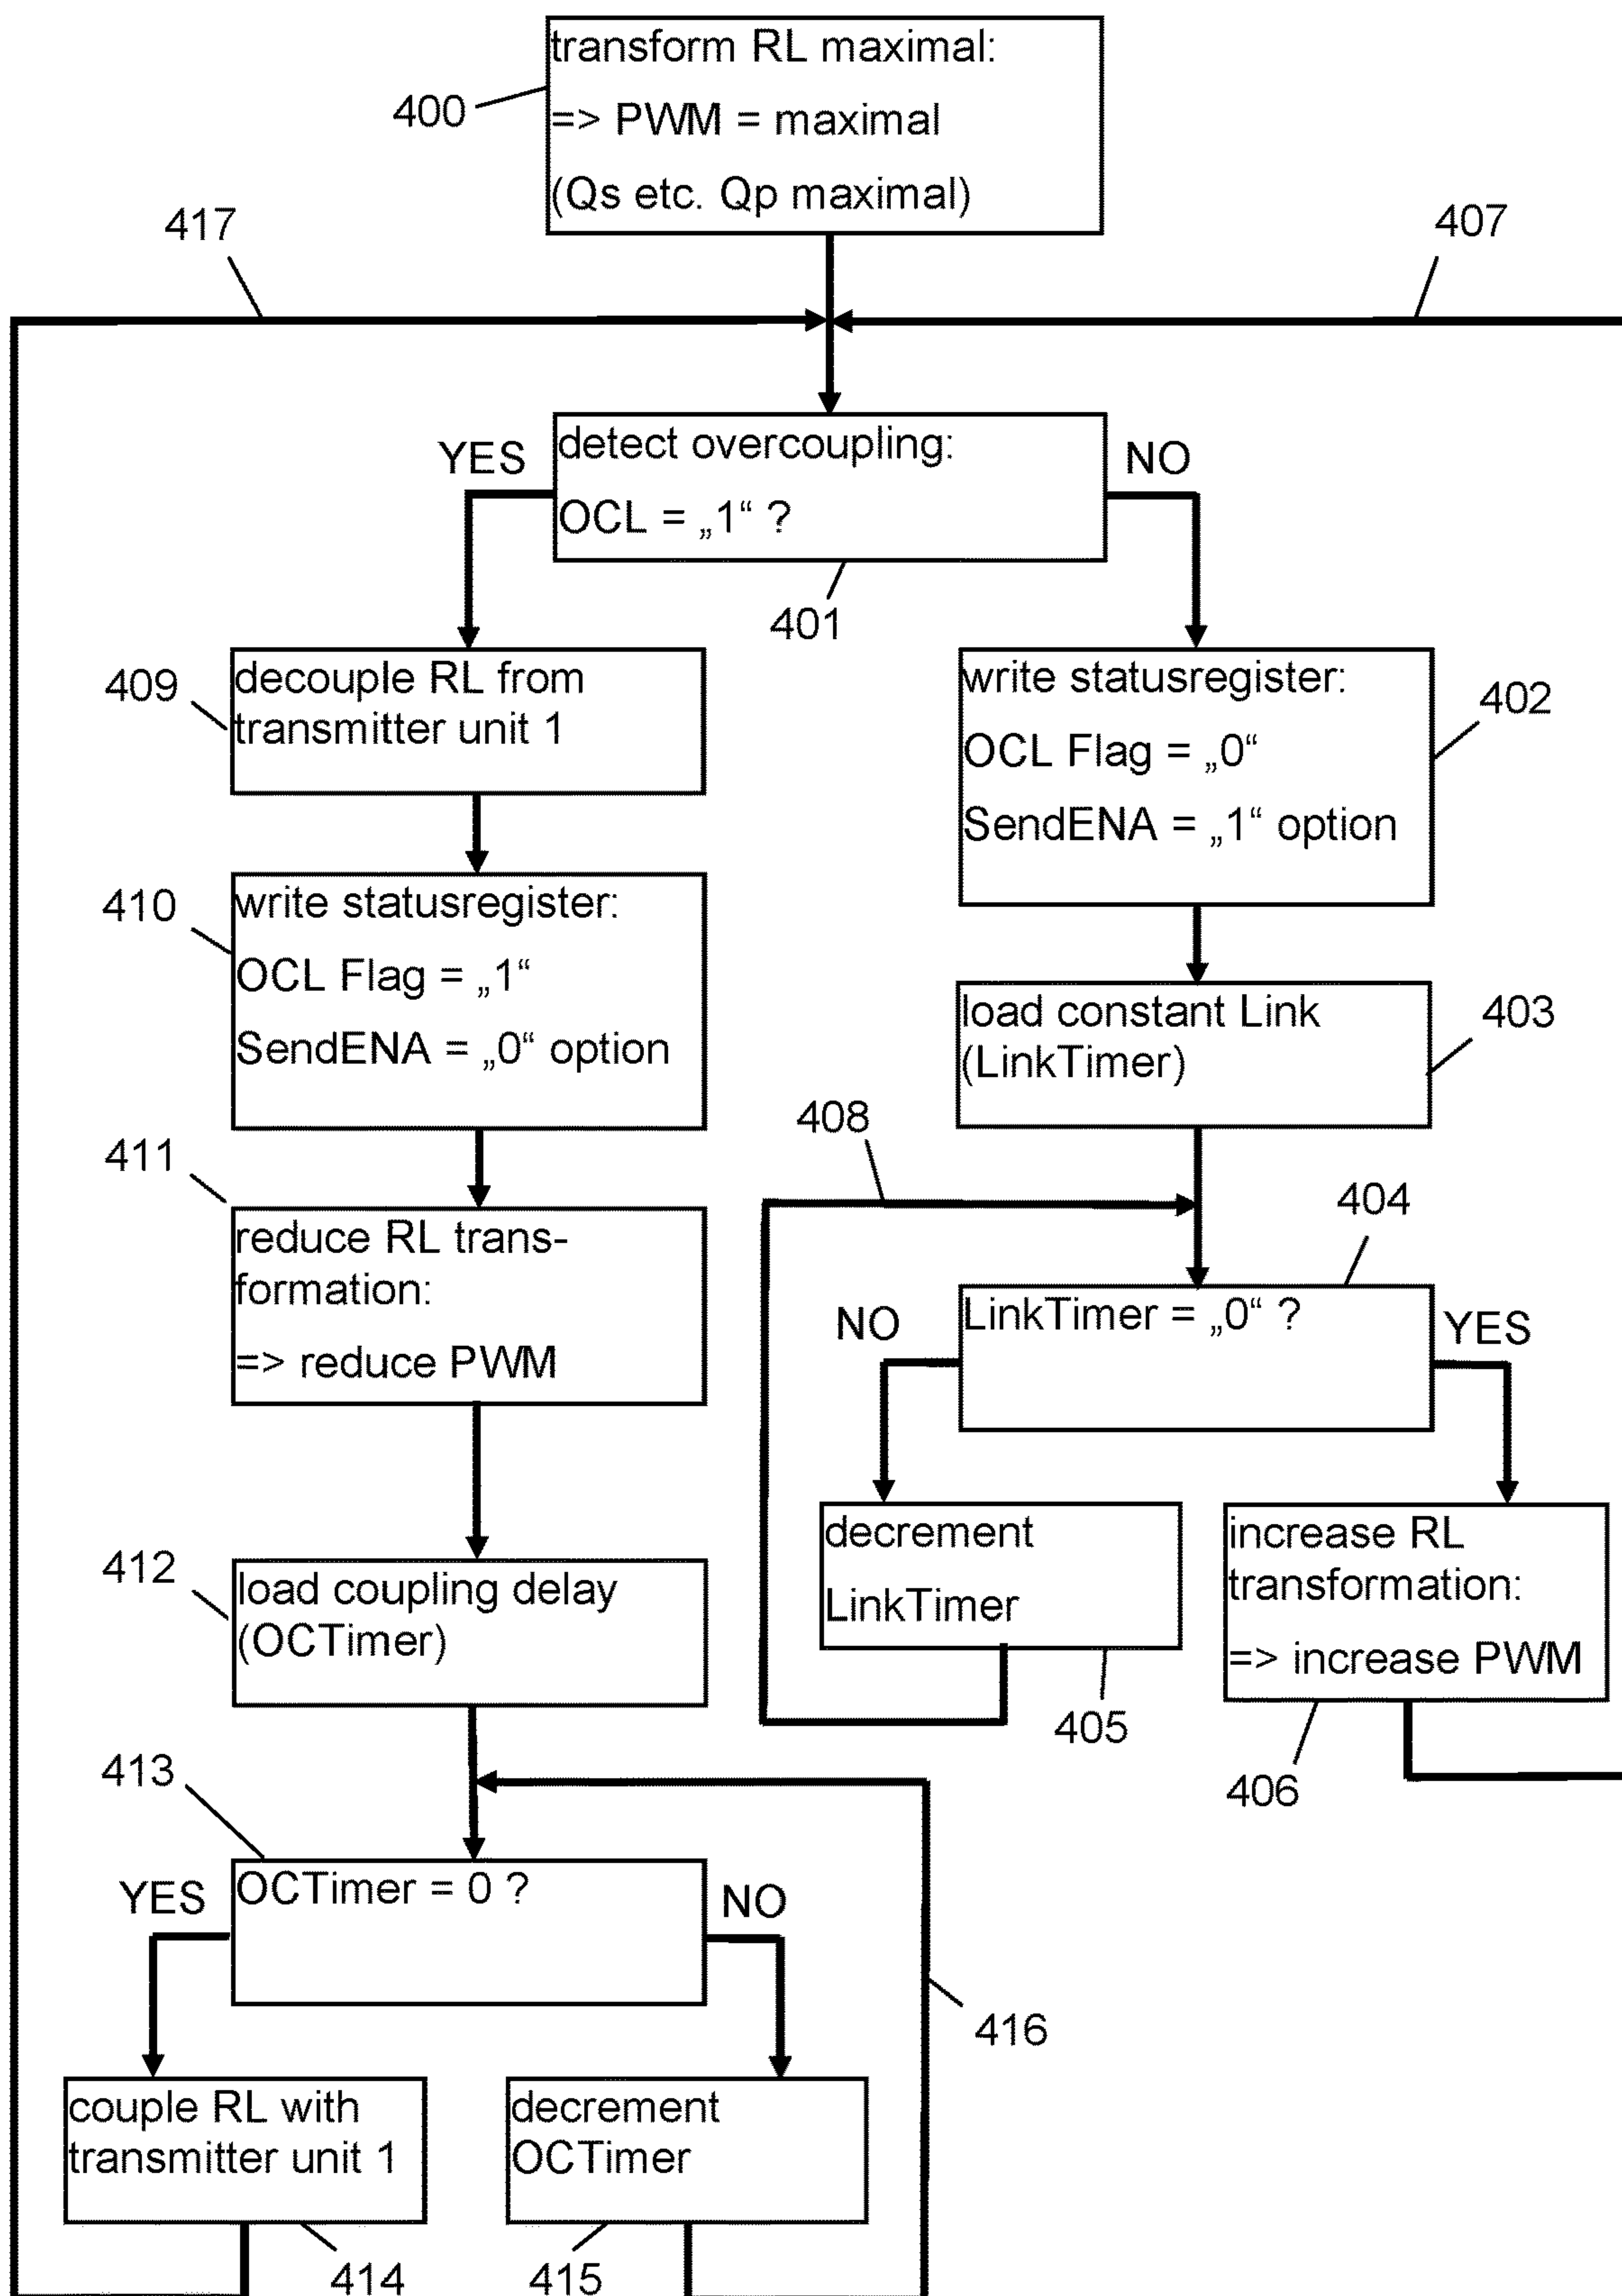 transform RL maximal:
400
=> PWM = maximal
(Qs etc. Qp maximal)
417
407
YES
detect overcoupling:
NO
OCL = „1“ ?
401
409
decouple RL from
transmitter unit 1
write statusregister:
402
OCL Flag = „0“
SendENA = „1“ option
410
write statusregister:
OCL Flag = „1“
SendENA = „0“ option
load constant Link
(LinkTimer)
403
408
411
reduce RL trans-
formation:
=> reduce PWM
404
NO
LinkTimer = „0“ ?
YES
decrement
LinkTimer
405
increase RL
transformation:
=> increase PWM
406
412
load coupling delay
(OCTimer)
413
YES
OCTimer = 0 ?
NO
416
couple RL with
transmitter unit 1
decrement
OCTimer
414
415